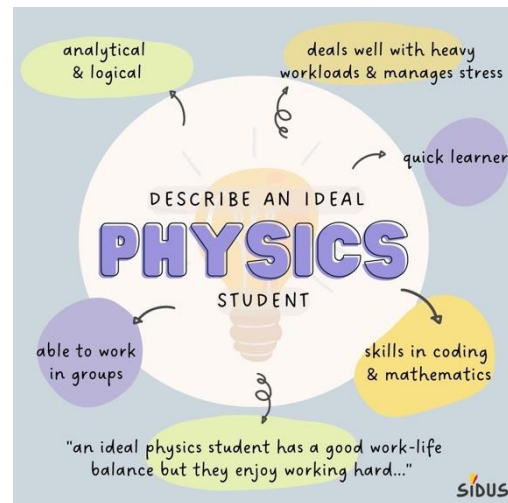 analytical
& logical
deals well with heavy
workloads & manages stress
quick learner
DESCRIBE AN IDEAL
PHYSICS
STUDENT
able to work
in groups
skills in coding
& mathematics
"an ideal physics student has a good work-life
balance but they enjoy working hard..."
SiDUS